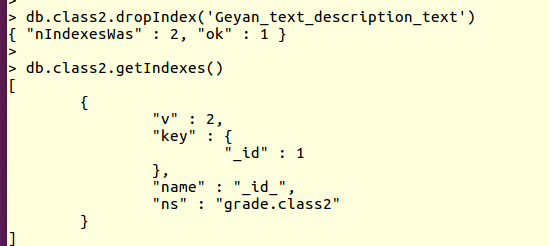 >
> db.class2.dropIndex('Geyan_text_description_text')
{ "nIndexesWas" : 2, "ok" : 1 }
>
> db.class2.getIndexes()
[
	{
		"v" : 2,
		"key" : {
			"_id" : 1
		},
		"name" : "_id_",
		"ns" : "grade.class2"
	}
]